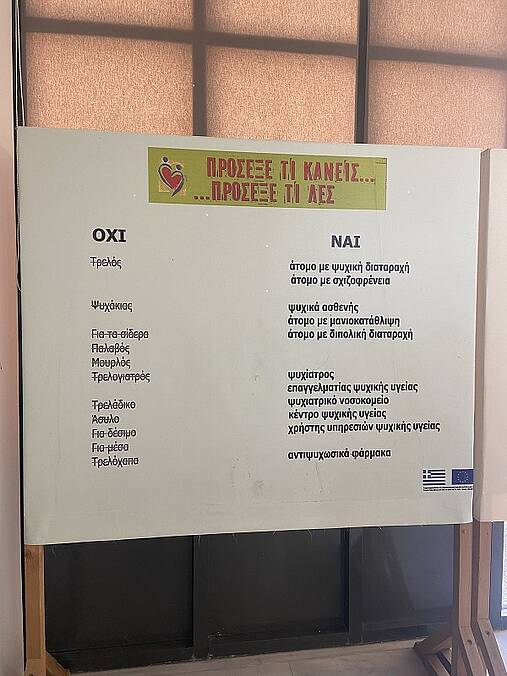 ΠΡΟΣΕΞΕ ΤΙ ΚΑΝΕΙΣ...
...ΠΡΟΣΕΞΕ ΤΙ ΛΕΣ
ΟΧΙ
Τρελός
Ψυχάκιας
Για τα σίδερα
Παλαβός
Μουρλός
Τρελογιατρός
Τρελάδικο
Άσυλο
Για δέσιμο
Για μέσα
Τρελόχαπα
ΝΑΙ
άτομο με ψυχική διαταραχή
άτομο με σχιζοφρένεια
ψυχικά ασθενής
άτομο με μανιοκατάθλιψη
άτομο με διπολική διαταραχή
ψυχίατρος
επαγγελματίας ψυχικής υγείας
ψυχιατρικό νοσοκομείο
κέντρο ψυχικής υγείας
χρήστης υπηρεσιών ψυχικής υγείας
αντιψυχωσικά φάρμακα